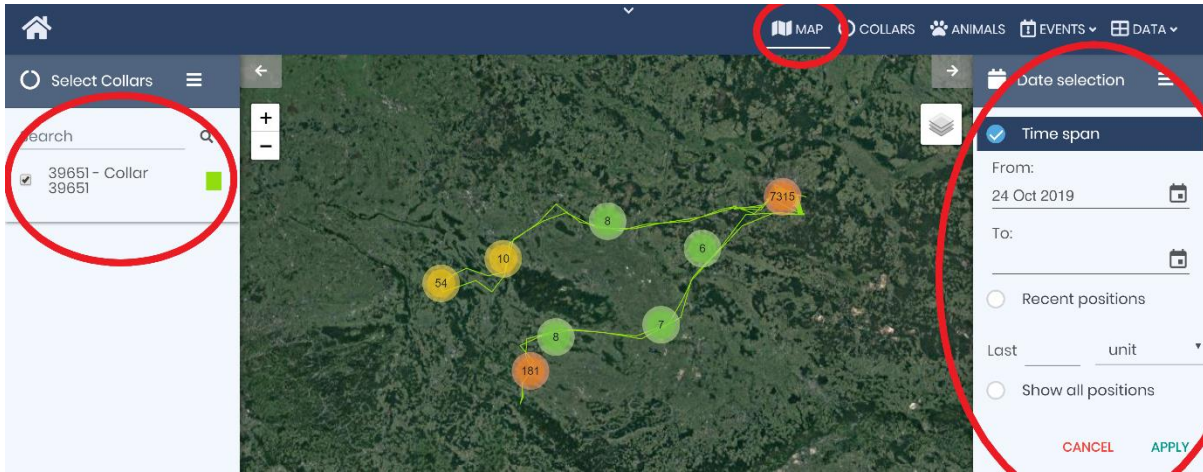 MAP
COLLARS
ANIMALS
EVENTS
DATA
Select Collars
Search
39651 - Collar
39651
+
-
7315
8
6
10
54
7
8
181
Date selection
Time span
From:
24 Oct 2019
To:
Recent positions
Last unit
Show all positions
CANCEL APPLY